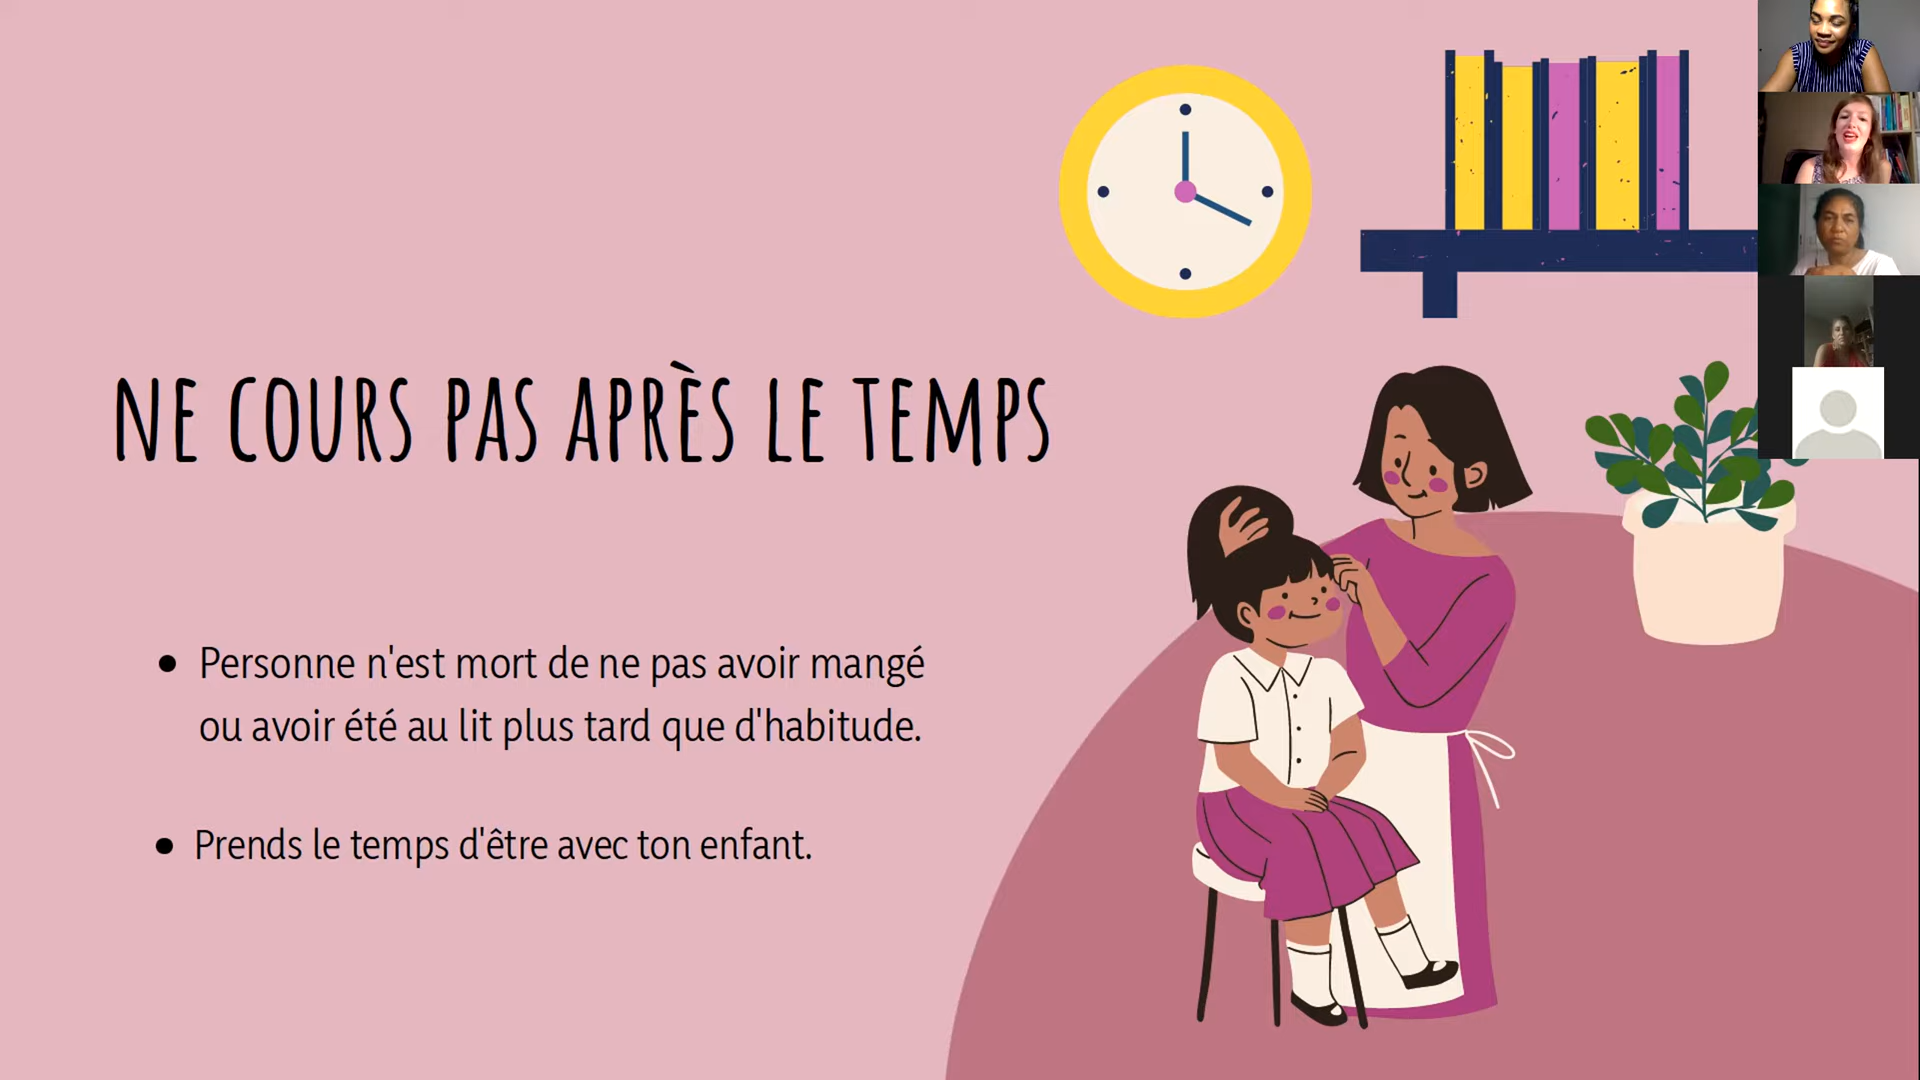 NE COURS PAS APRÈS LE TEMPS
Personne n'est mort de ne pas avoir mangé
ou avoir été au lit plus tard que d'habitude.
Prends le temps d'être avec ton enfant.